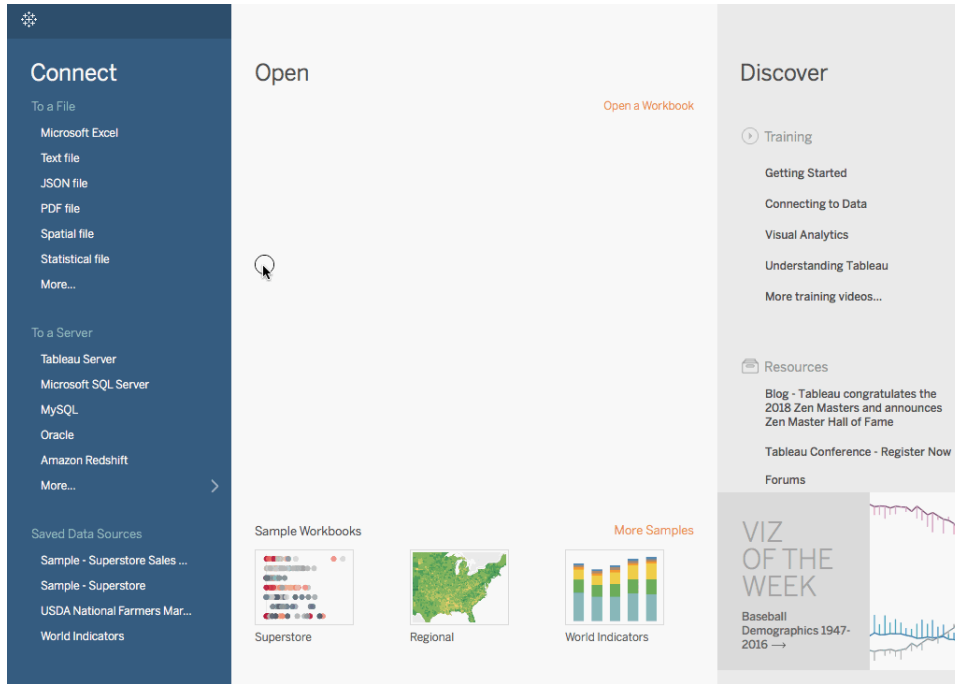 Connect
To a File
Microsoft Excel
Text file
JSON file
PDF file
Spatial file
Statistical file
More...
To a Server
Tableau Server
Microsoft SQL Server
MySQL
Oracle
Amazon Redshift
More...
Saved Data Sources
Sample - Superstore Sales ...
Sample - Superstore
USDA National Farmers Mar...
World Indicators
Open
Open a Workbook
Sample Workbooks
More Samples
Superstore
Regional
World Indicators
Discover
Training
Getting Started
Connecting to Data
Visual Analytics
Understanding Tableau
More training videos...
Resources
Blog - Tableau congratulates the
2018 Zen Masters and announces
Zen Master Hall of Fame
Tableau Conference - Register Now
Forums
VIZ
OF THE
WEEK
Baseball
Demographics 1947-
2016 →